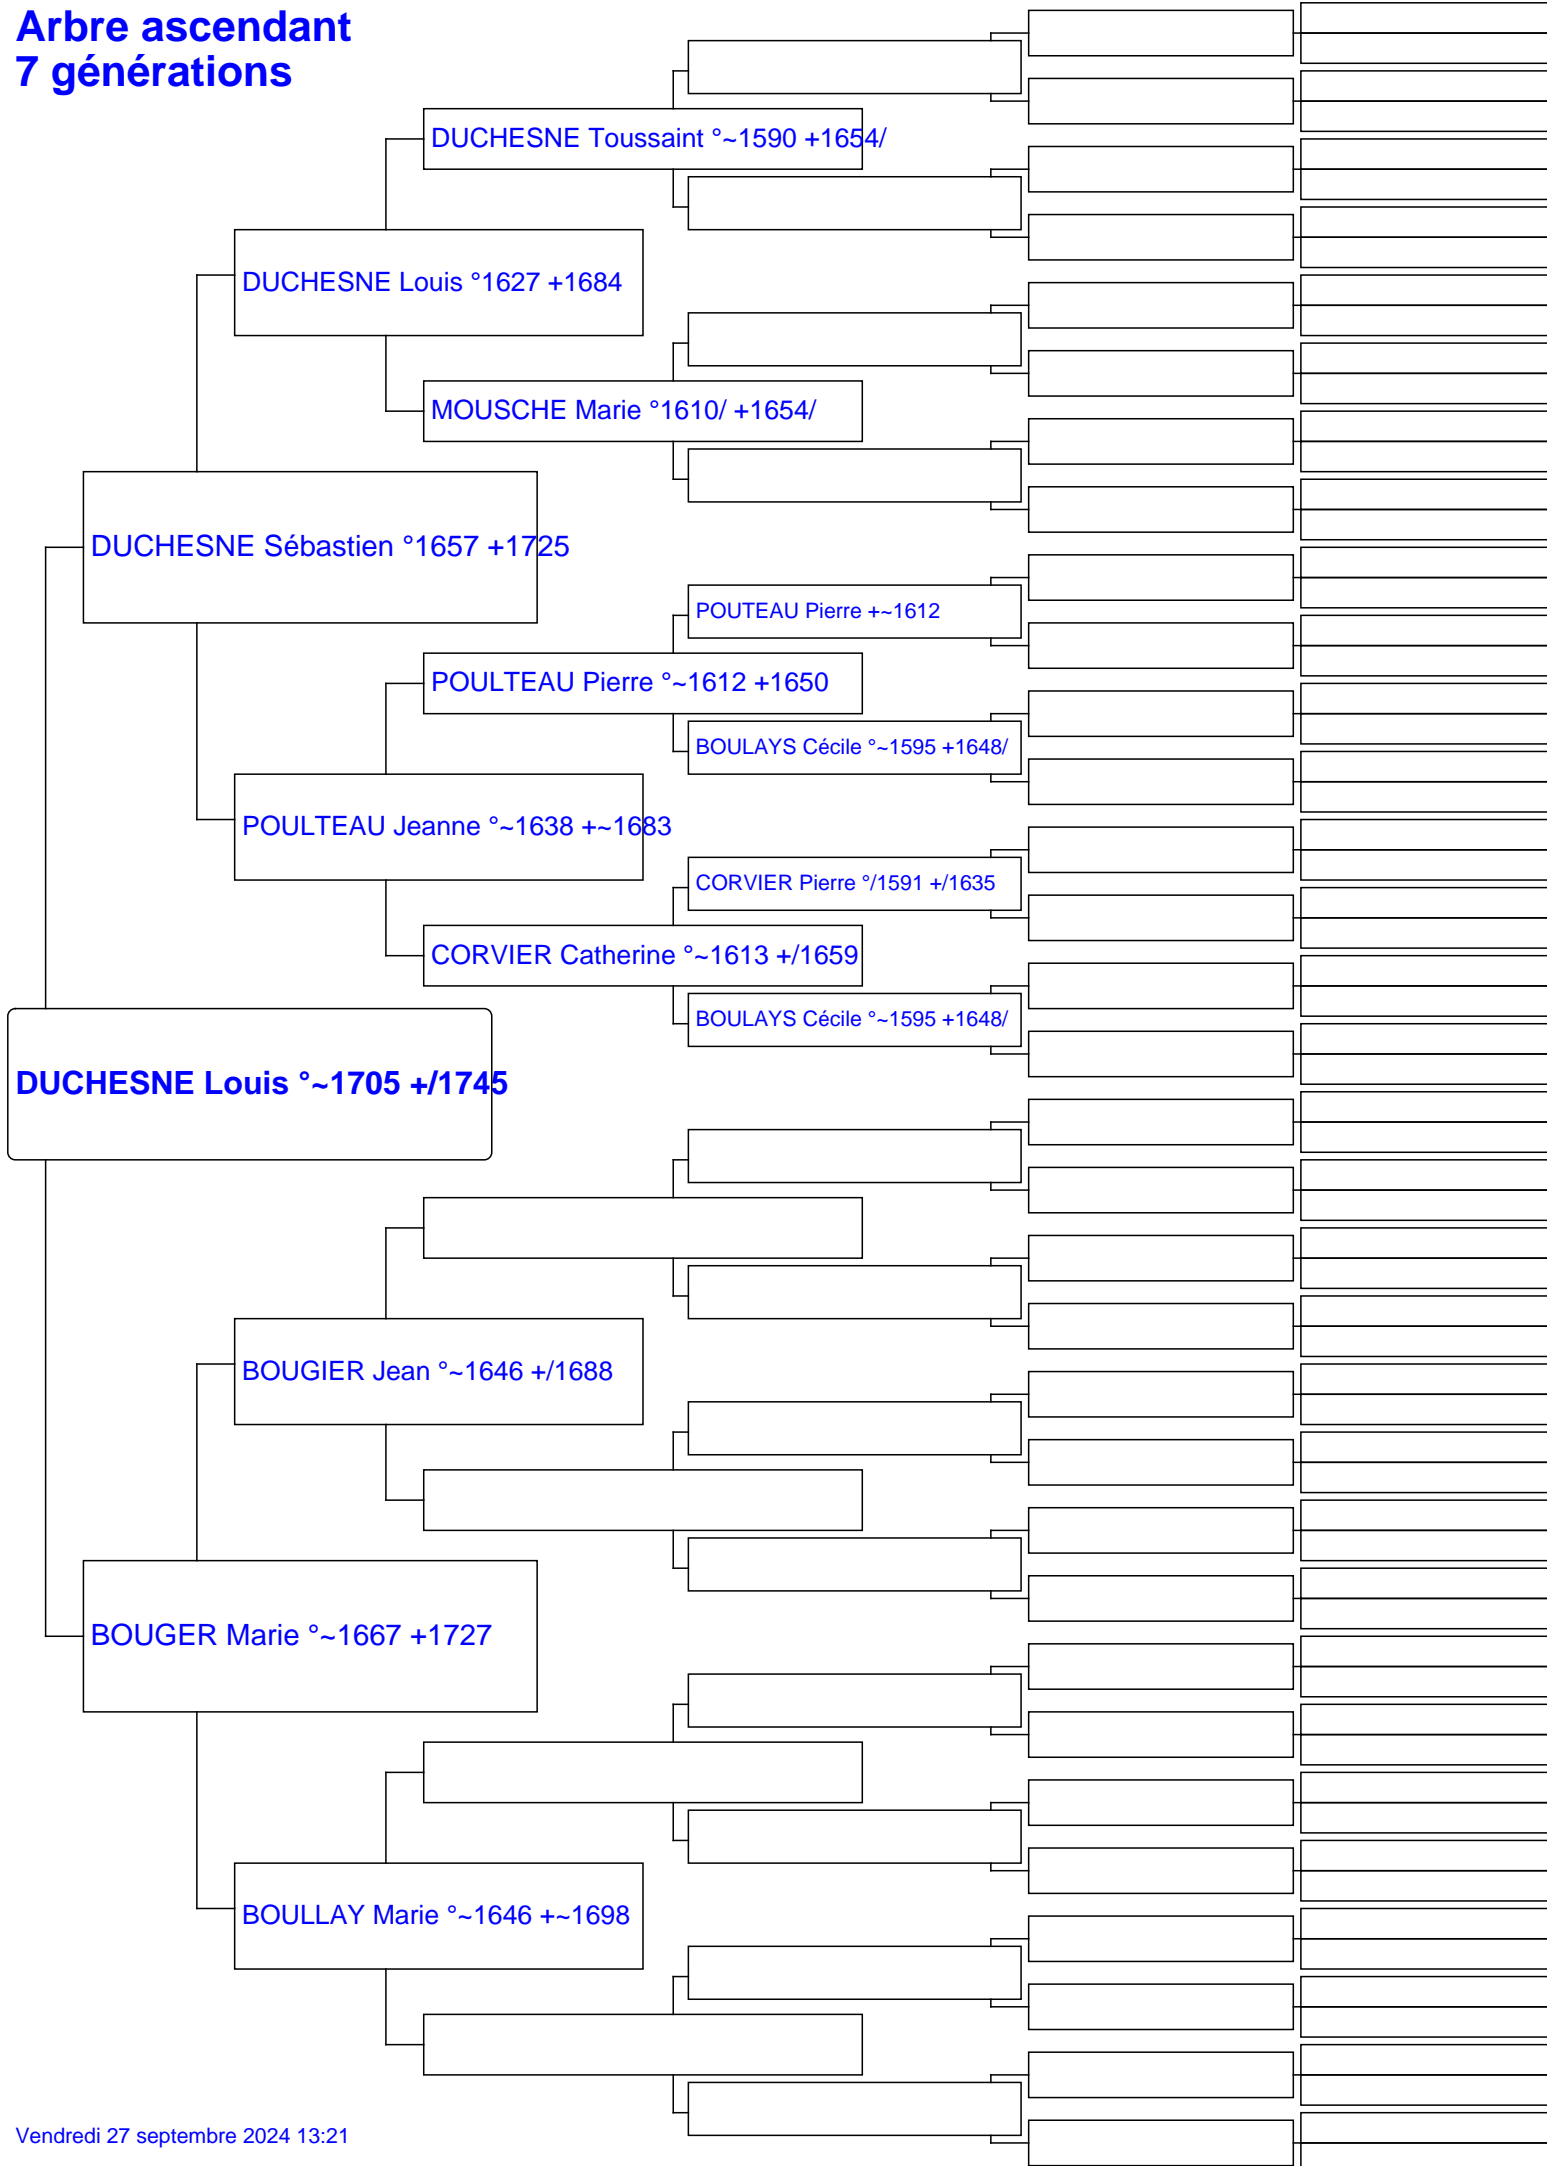 Arbre ascendant
7 générations
DUCHESNE Toussaint °~1590 +1654/
DUCHESNE Louis °1627 +1684
MOUSCHE Marie °1610/ +1654/
DUCHESNE Sébastien °1657 +1725
POUTEAU Pierre +~1612
POULTEAU Pierre °~1612 +1650
BOULAYS Cécile °~1595 +1648/
POULTEAU Jeanne °~1638 +~1683
CORVIER Pierre °/1591 +/1635
CORVIER Catherine °~1613 +/1659
BOULAYS Cécile °~1595 +1648/
DUCHESNE Louis °~1705 +/1745
BOUGIER Jean °~1646 +/1688
BOUGER Marie °~1667 +1727
BOULLAY Marie °~1646 +~1698
Vendredi 27 septembre 2024 13:21